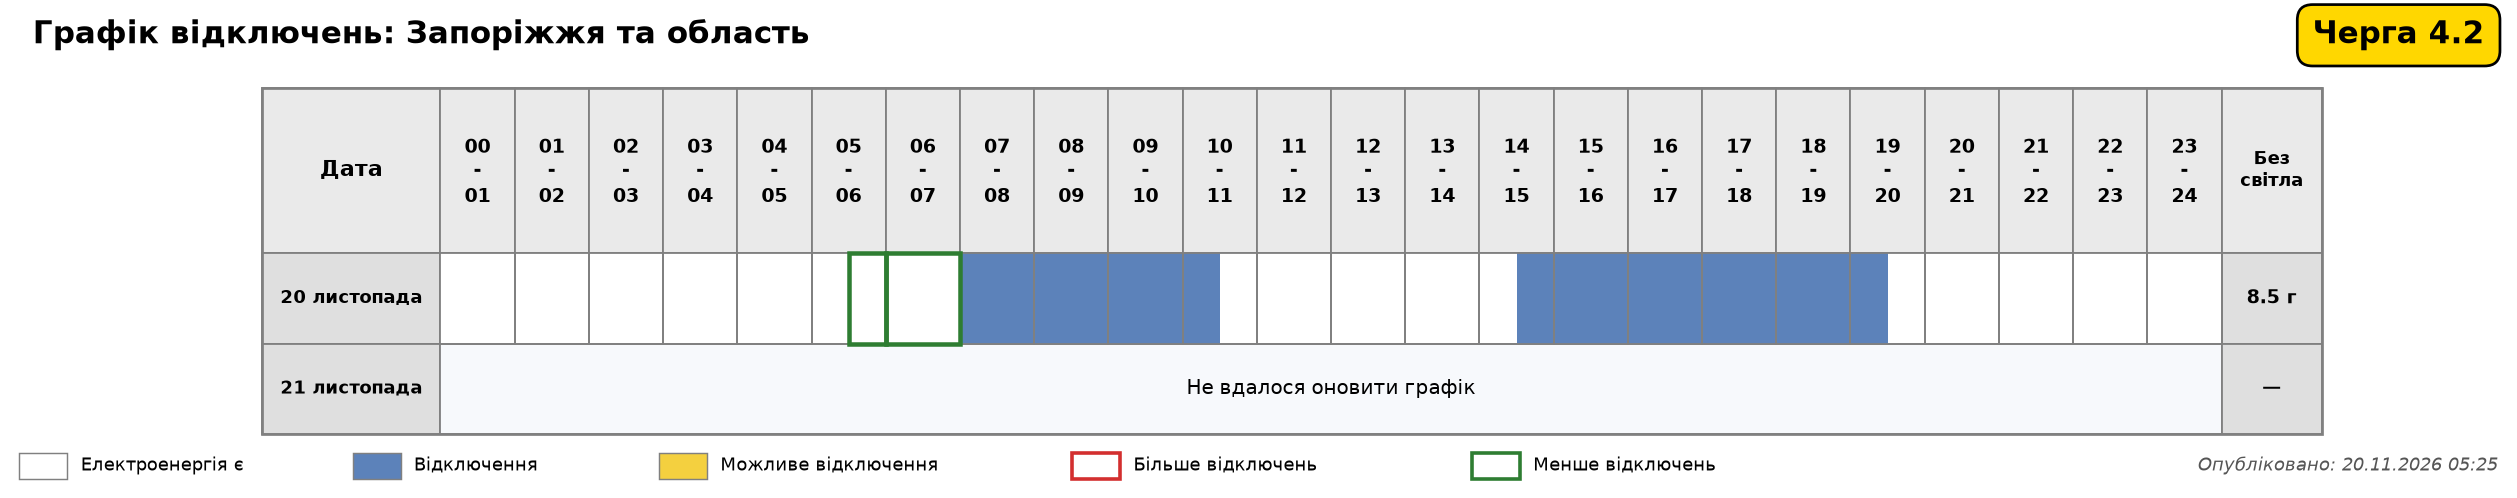 Графік відключень: Запоріжжя та область
Черга 4.2
Дата
00 - 01
01 - 02
02 - 03
03 - 04
04 - 05
05 - 06
06 - 07
07 - 08
08 - 09
09 - 10
10 - 11
11 - 12
12 - 13
13 - 14
14 - 15
15 - 16
16 - 17
17 - 18
18 - 19
19 - 20
20 - 21
21 - 22
22 - 23
23 - 24
Без
світла
20 листопада
8.5 г
21 листопада
Не вдалося оновити графік
—
Електроенергія є
Відключення
Можливе відключення
Більше відключень
Менше відключень
Опубліковано: 20.11.2026 05:25